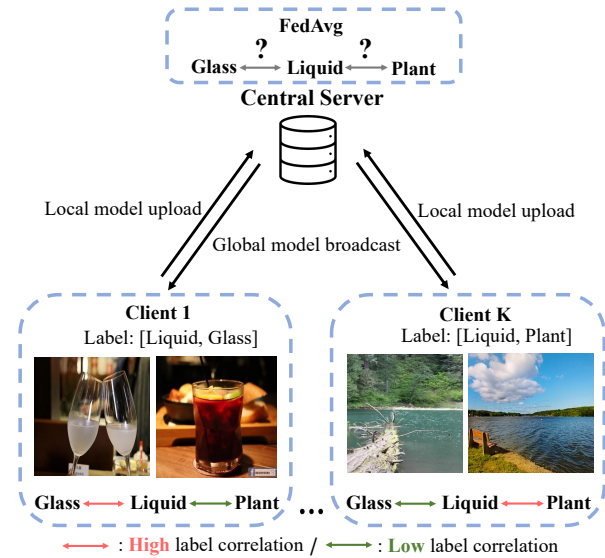 FedAvg
? ?
Glass Liquid Plant
Central Server
Local model upload
Local model upload
Global model broadcast
Client 1
Label: [Liquid, Glass]
Client K
Label: [Liquid, Plant]
Glass Liquid Plant
...
Glass Liquid Plant
: High label correlation / : Low label correlation